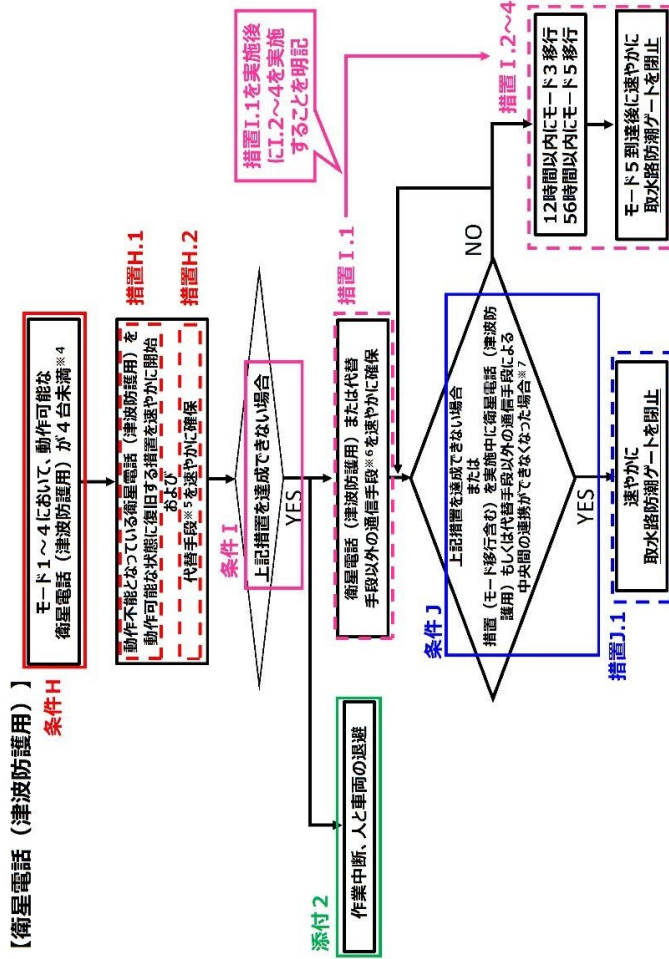 【衛星電話（津波防護用）】
条件H
モード１～４において、動作可能な
衛星電話（津波防護用）が４台未満※４
措置H.1
措置H.2
動作不能となっている衛星電話（津波防護用）を
動作可能な状態に復旧する措置を速やかに開始
および
代替手段※５を速やかに確保
条件Ｉ
上記措置を達成できない場合
YES
添付２
作業中断、人と車両の退避
措置Ｉ.1
衛星電話（津波防護用）または代替
手段以外の通信手段※６を速やかに確保
措置Ｉ.1を実施後
にＩ.2～4を実施
することを明記
条件Ｊ
上記措置を達成できない場合
または
措置（モード移行含む）を実施中に衛星電話（津波防
護用）もしくは代替手段以外の通信手段による
中央間の連携ができなくなった場合※７
NO
YES
措置Ｉ.2～4
12時間以内にモード３移行
56時間以内にモード５移行
モード５到達後に速やかに
取水路防潮ゲートを閉止
措置J.1
速やかに
取水路防潮ゲートを閉止